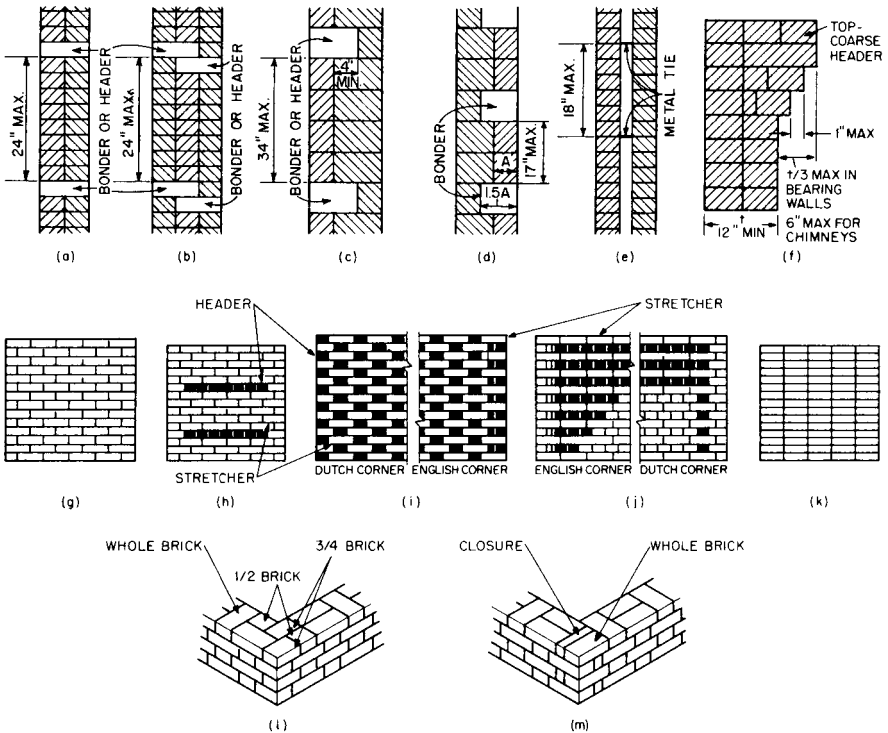 BONDER OR HEADER
24" MAX.
(a)
24" MAX.
BONDER OR HEADER
(b)
BONDER OR HEADER
34" MAX.
4"
MIN
(c)
BONDER
A
1.5A
17" MAX.
(d)
18" MAX.
METAL TIE
(e)
TOP-
COARSE
HEADER
1" MAX
t/3 MAX IN
BEARING
WALLS
6" MAX FOR
CHIMNEYS
t
12" MIN
(f)
HEADER
STRETCHER
STRETCHER
DUTCH CORNER
ENGLISH CORNER
ENGLISH CORNER
DUTCH CORNER
(g)
(h)
(i)
(j)
(k)
WHOLE BRICK
1/2 BRICK
3/4 BRICK
(l)
CLOSURE
WHOLE BRICK
(m)